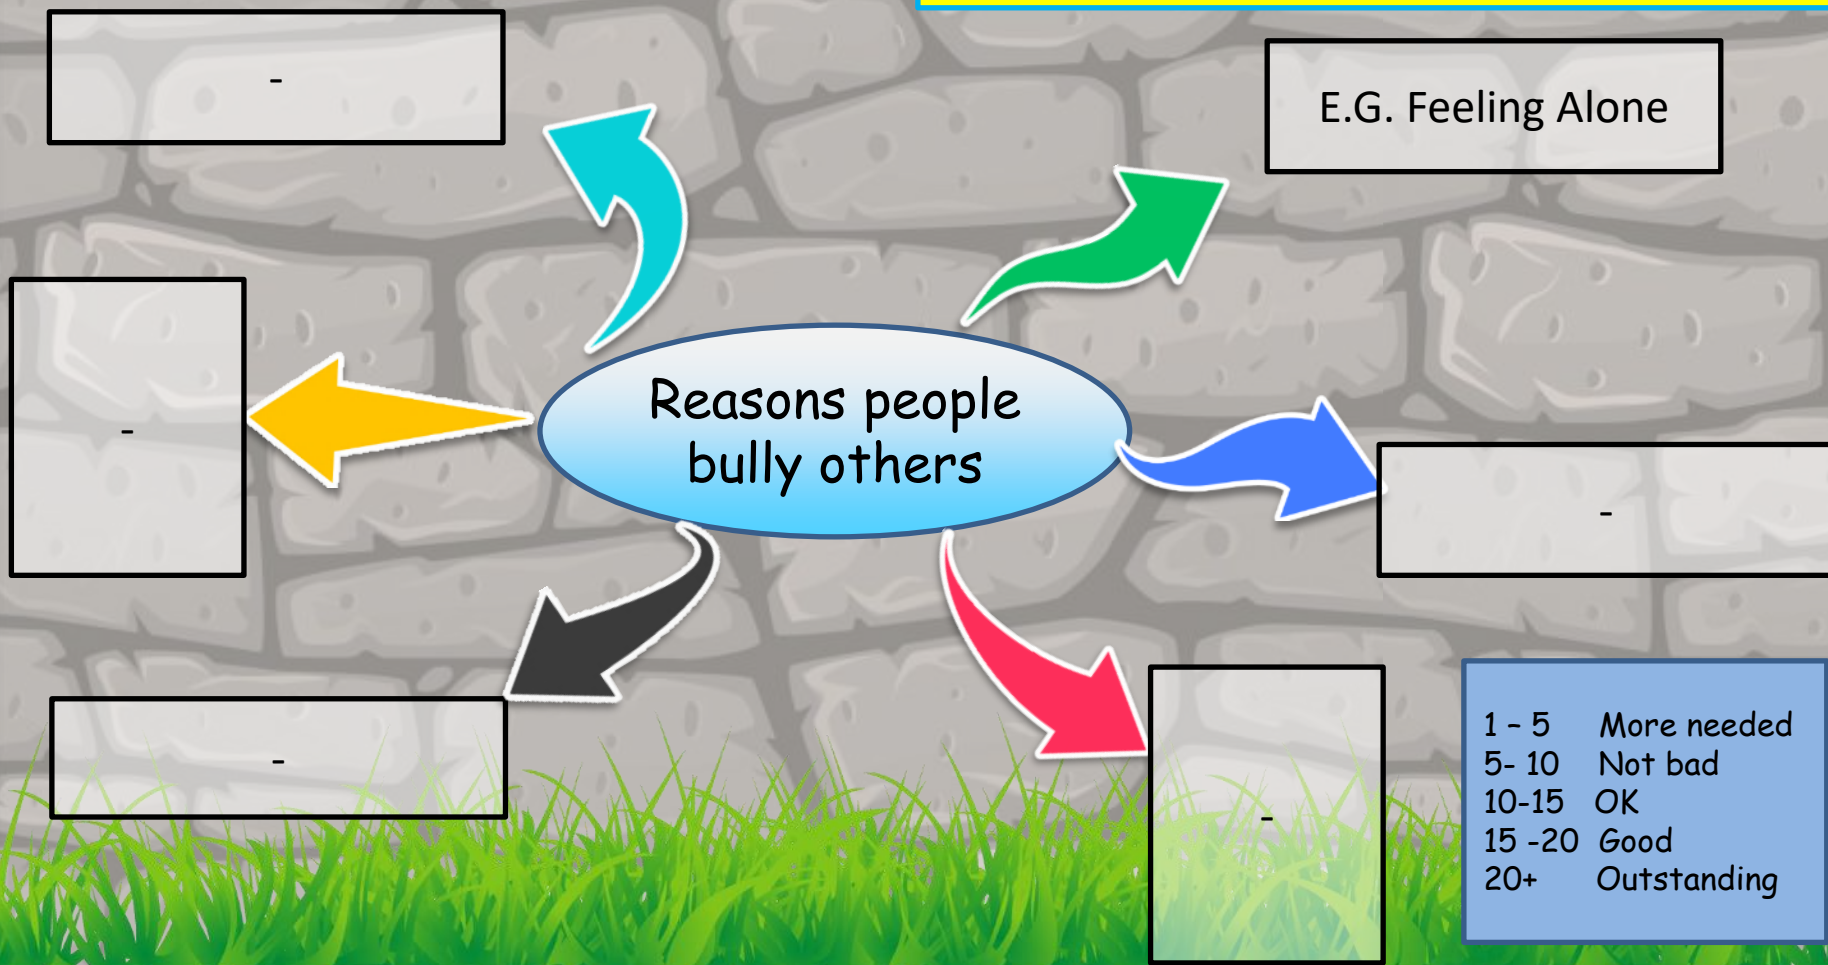 -
E.G. Feeling Alone
Reasons people
bully others
-
-
-
-
1 – 5 More needed
5- 10 Not bad
10-15 OK
15 -20 Good
20+ Outstanding